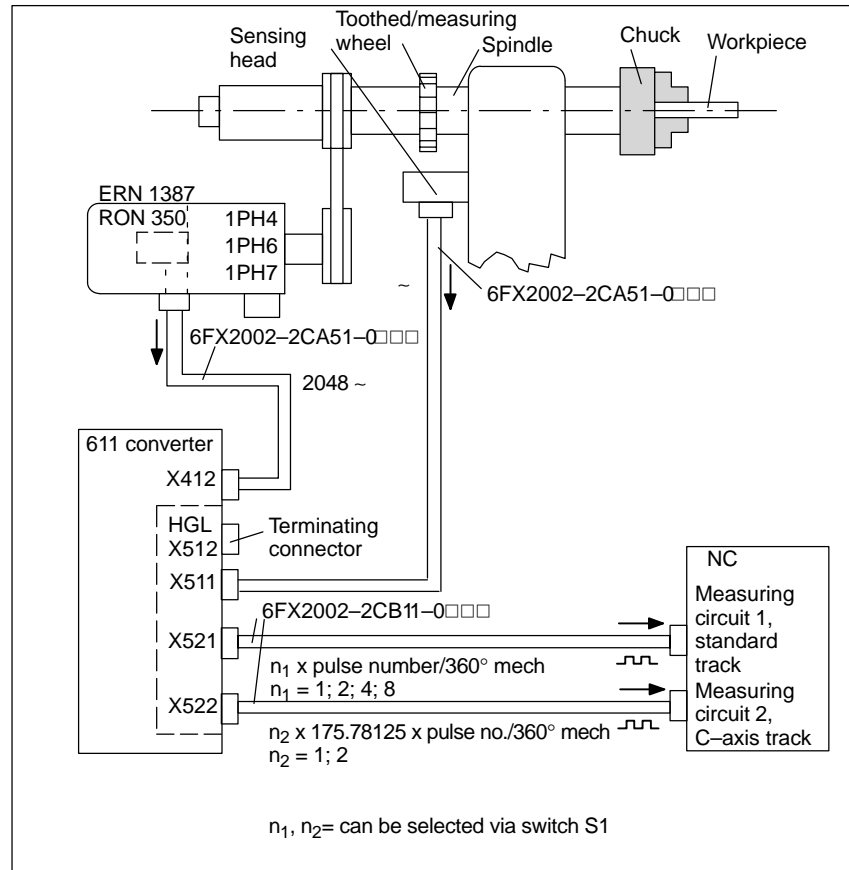 Toothed/measuring
wheel
Sensing
head
Spindle
Chuck
Workpiece
ERN 1387
RON 350
1PH4
1PH6
1PH7
~
6FX2002–2CA51–0□□□
6FX2002–2CA51–0□□□
2048 ~
611 converter
X412
HGL
X512
Terminating
connector
X511
6FX2002–2CB11–0□□□
X521
n₁ x pulse number/360° mech
n₁ = 1; 2; 4; 8
X522
n₂ x 175.78125 x pulse no./360° mech
n₂ = 1; 2
NC
Measuring
circuit 1,
standard
track
Measuring
circuit 2,
C–axis track
n₁, n₂= can be selected via switch S1